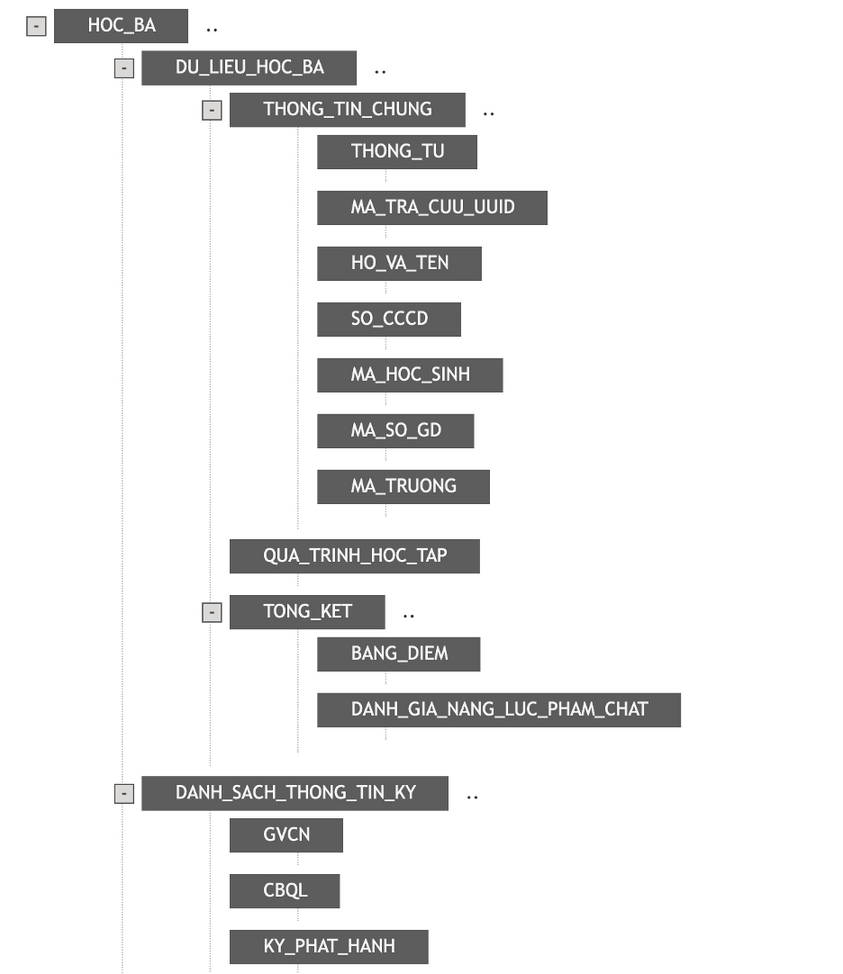 - HOC_BA ..
- DU_LIEU_HOC_BA ..
- THONG_TIN_CHUNG ..
THONG_TU
MA_TRA_CUU_UUID
HO_VA_TEN
SO_CCCD
MA_HOC_SINH
MA_SO_GD
MA_TRUONG
QUA_TRINH_HOC_TAP
- TONG_KET ..
BANG_DIEM
DANH_GIA_NANG_LUC_PHAM_CHAT
- DANH_SACH_THONG_TIN_KY ..
GVCN
CBQL
KY_PHAT_HANH